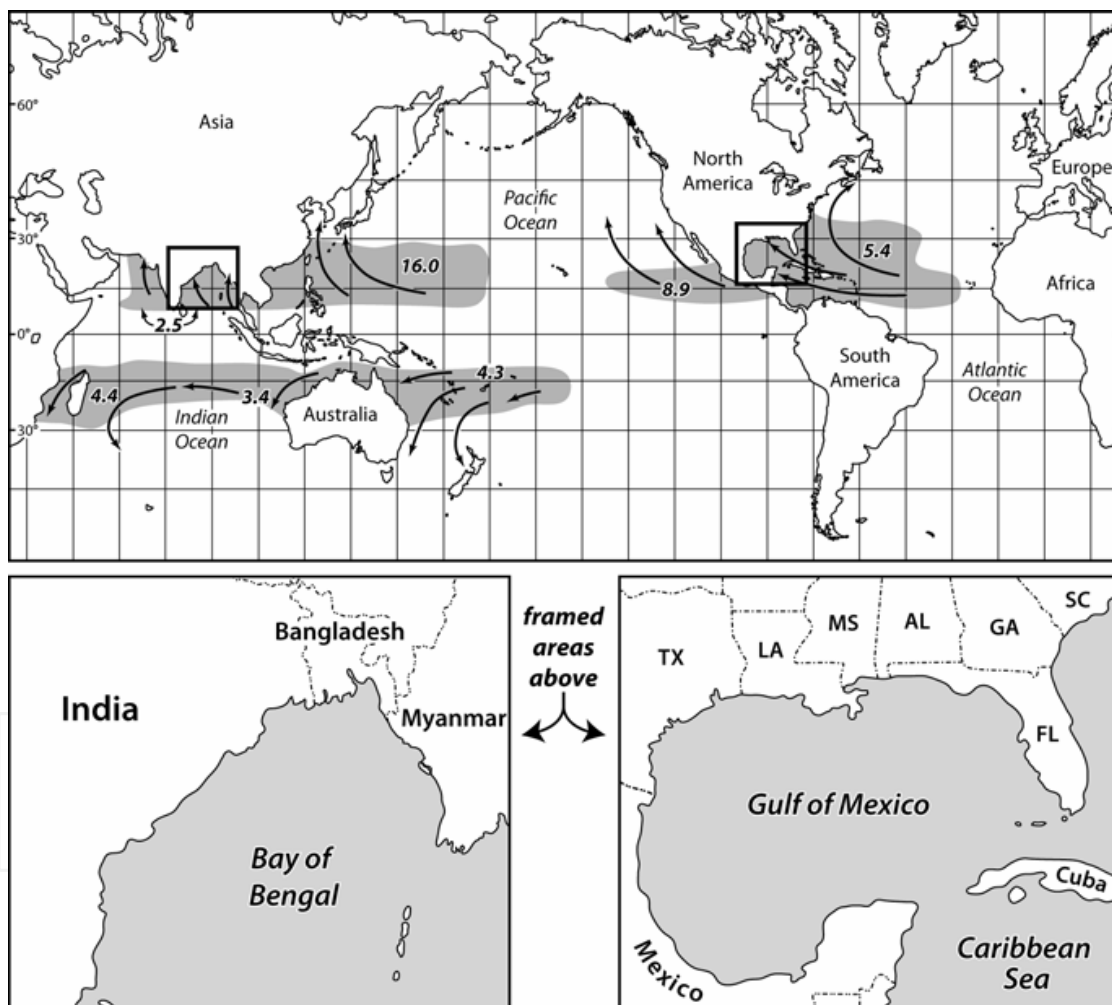 60°
Asia
North
America
Europe
Pacific
Ocean
30°
16.0
5.4
8.9
Africa
2.5
0°
South
America
Atlantic
Ocean
4.3
4.4
3.4
Indian
Ocean
Australia
30°
India
Bangladesh
Myanmar
Bay of
Bengal
framed
areas
above
TX
LA
MS
AL
GA
SC
FL
Gulf of Mexico
Cuba
Mexico
Caribbean
Sea